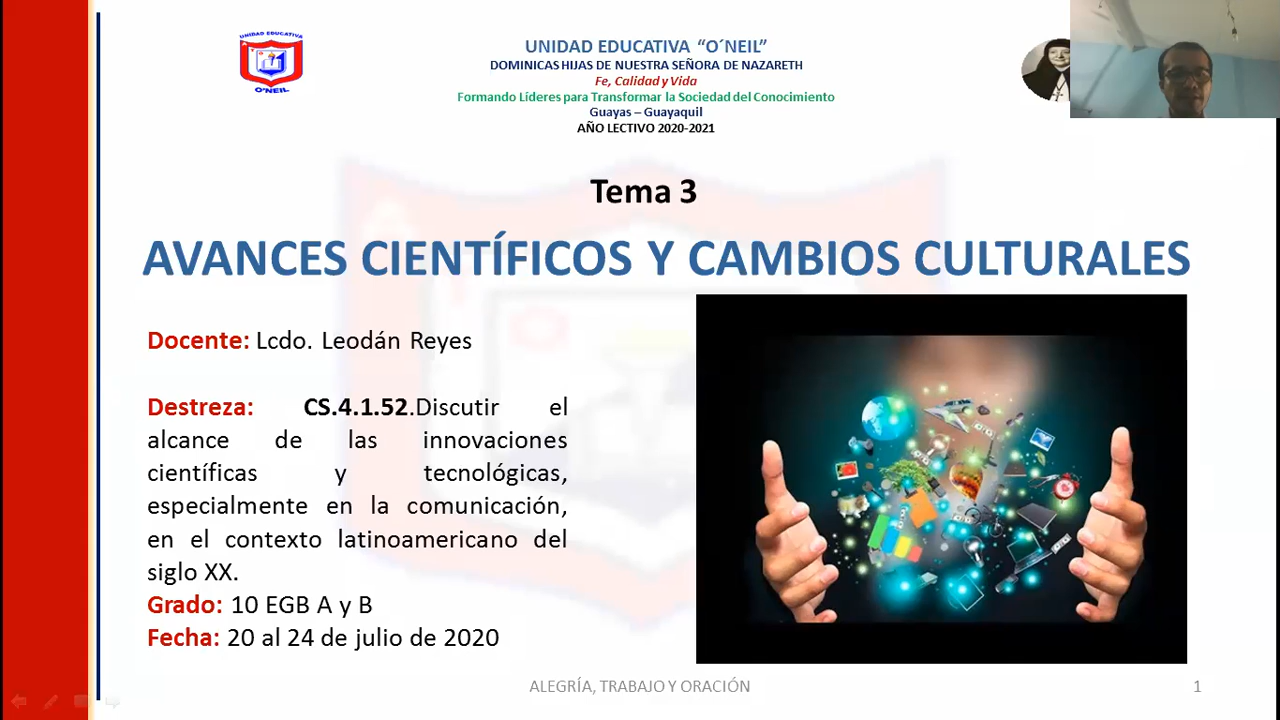 UNIDAD EDUCATIVA
O´NEIL
UNIDAD EDUCATIVA “O´NEIL”
DOMINICAS HIJAS DE NUESTRA SEÑORA DE NAZARETH
Fe, Calidad y Vida
Formando Líderes para Transformar la Sociedad del Conocimiento
Guayas – Guayaquil
AÑO LECTIVO 2020-2021
Tema 3
AVANCES CIENTÍFICOS Y CAMBIOS CULTURALES
Docente: Lcdo. Leodán Reyes
Destreza: CS.4.1.52.Discutir el
alcance de las innovaciones
científicas y tecnológicas,
especialmente en la comunicación,
en el contexto latinoamericano del
siglo XX.
Grado: 10 EGB A y B
Fecha: 20 al 24 de julio de 2020
ALEGRÍA, TRABAJO Y ORACIÓN
1